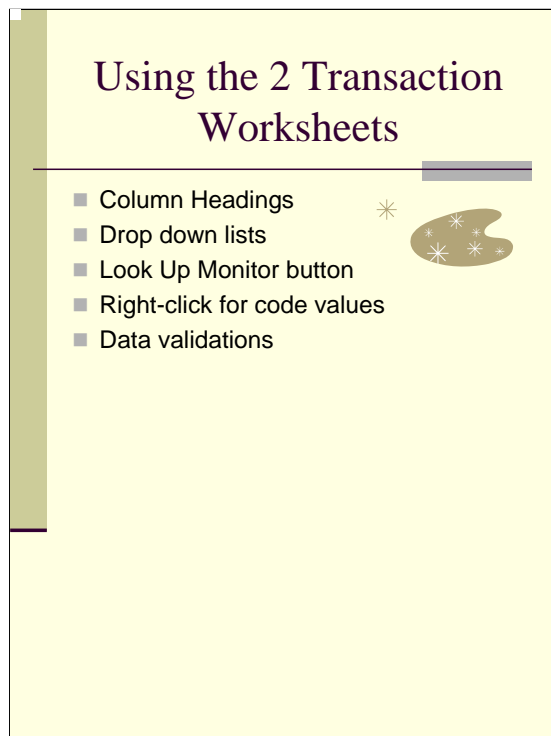 Using the 2 Transaction
Worksheets
Column Headings
Drop down lists
Look Up Monitor button
Right-click for code values
Data validations